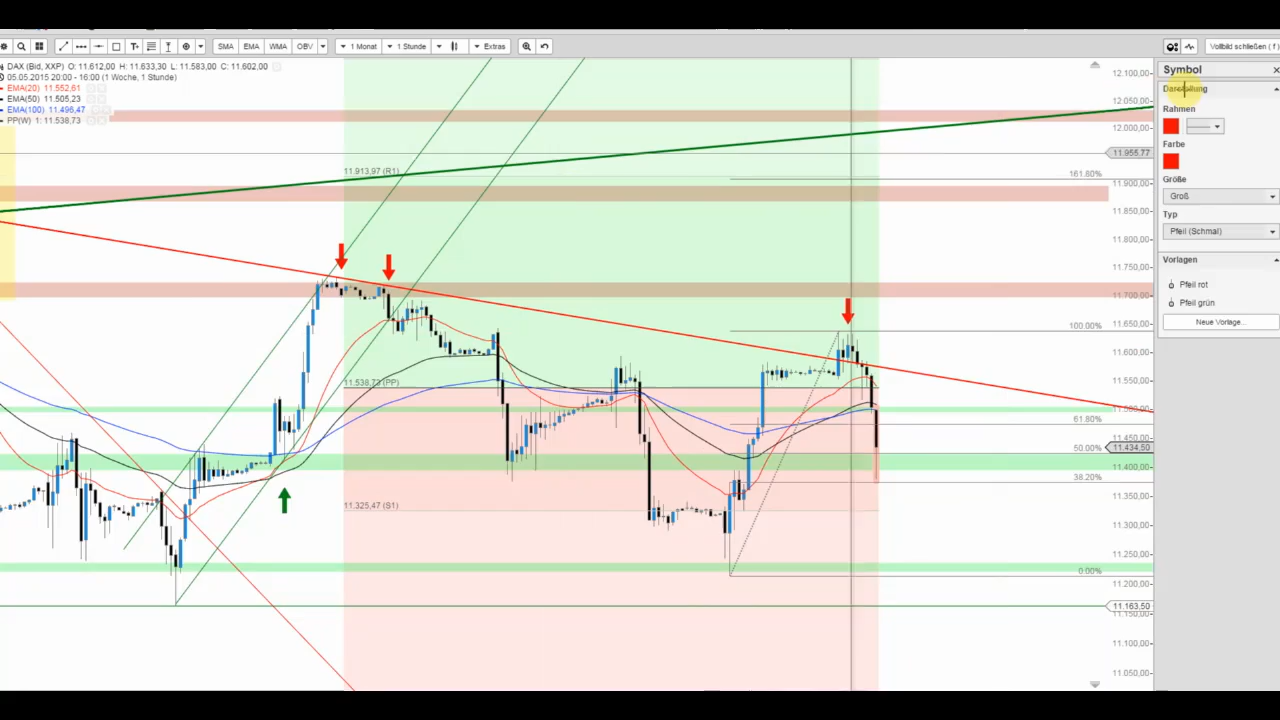 SMA EMA WMA OBV 1 Monat 1 Stunde Extras Vollbild schließen ( f )
DAX (Bid, XXP) O: 11.612,00 H: 11.633,30 L: 11.583,00 C: 11.602,00
05.05.2015 20:00 - 16:00 (1 Woche, 1 Stunde)
EMA(20) 11.552,61
EMA(50) 11.505,23
EMA(100) 11.496,47
PP(W) 1: 11.538,73
11.913,97 (R1)
11.538,73 (PP)
11.325,47 (S1)
161.80%
100.00%
61.80%
50.00%
38.20%
0.00%
12.100,00
12.050,00
12.000,00
11.955.77
11.900,00
11.850,00
11.800,00
11.750,00
11.700,00
11.650,00
11.600,00
11.550,00
11.500,00
11.450,00
11.434,50
11.400,00
11.350,00
11.300,00
11.250,00
11.200,00
11.163,50
11.150,00
11.100,00
11.050,00
Symbol
Darstellung
Rahmen
Farbe
Größe
Groß
Typ
Pfeil (Schmal)
Vorlagen
Pfeil rot
Pfeil grün
Neue Vorlage...